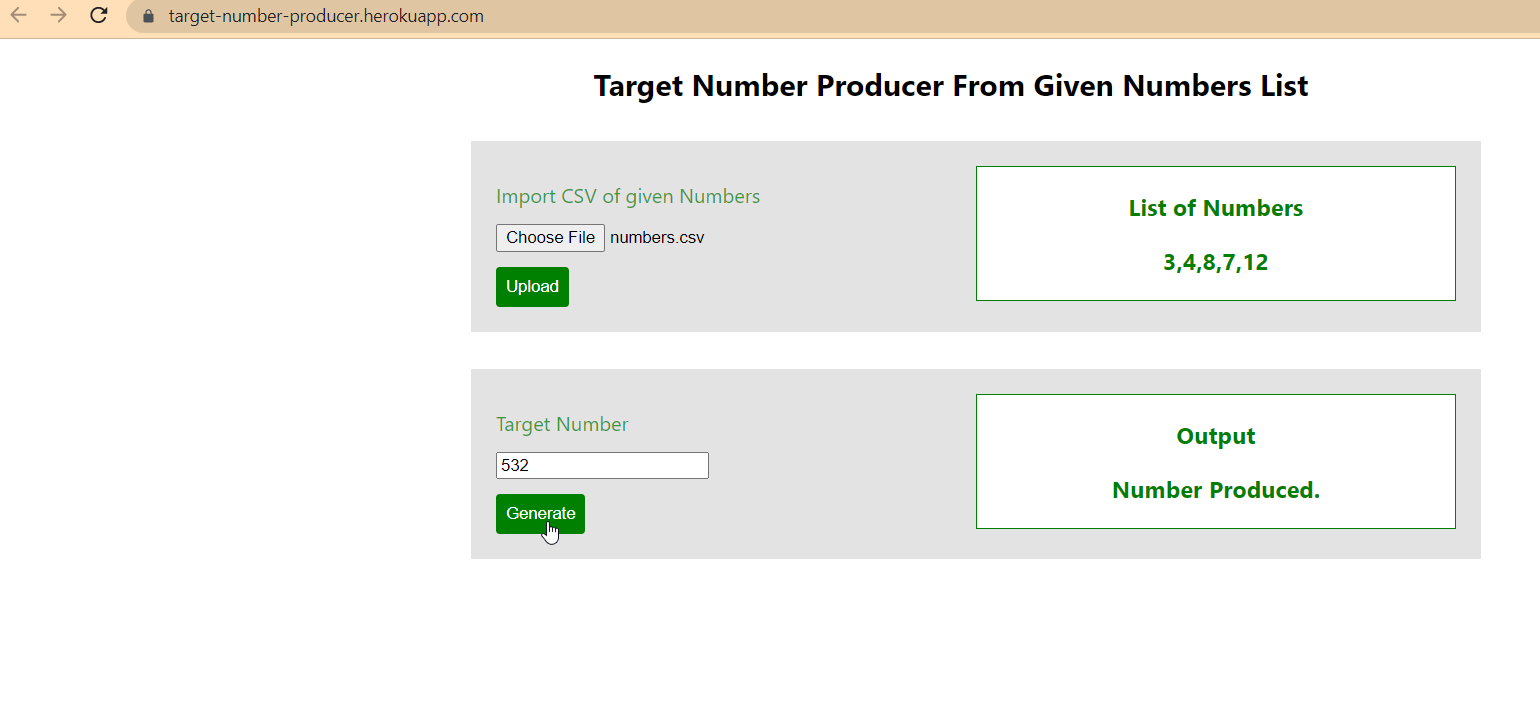 target-number-producer.herokuapp.com
Target Number Producer From Given Numbers List
Import CSV of given Numbers
Choose File numbers.csv
Upload
List of Numbers
3,4,8,7,12
Target Number
532
Generate
Output
Number Produced.